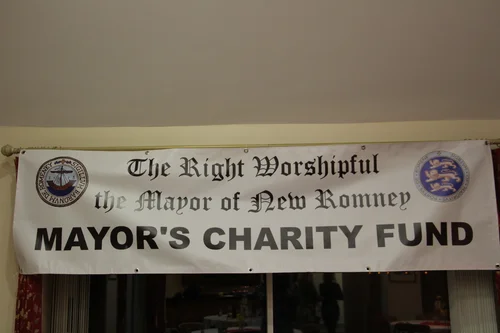 The Right Worshipful
the Mayor of New Romney
MAYOR'S CHARITY FUND